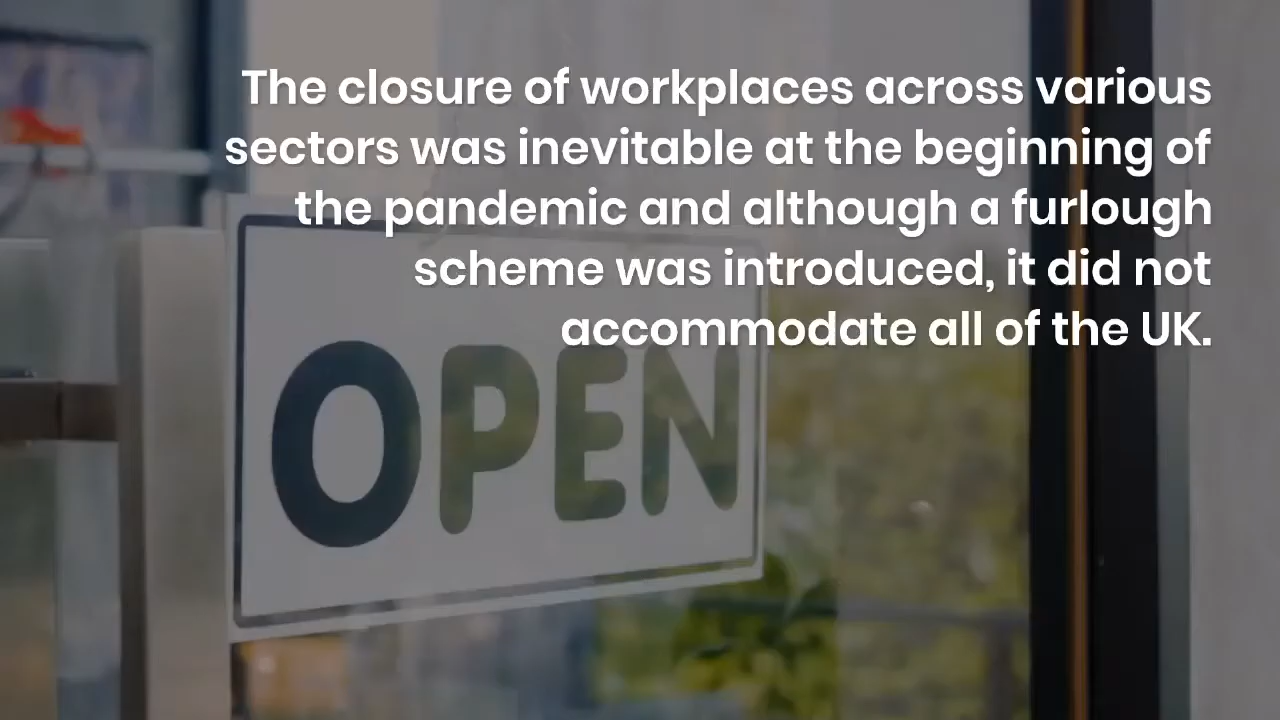 The closure of workplaces across various
sectors was inevitable at the beginning of
the pandemic and although a furlough
scheme was introduced, it did not
accommodate all of the UK.
OPEN